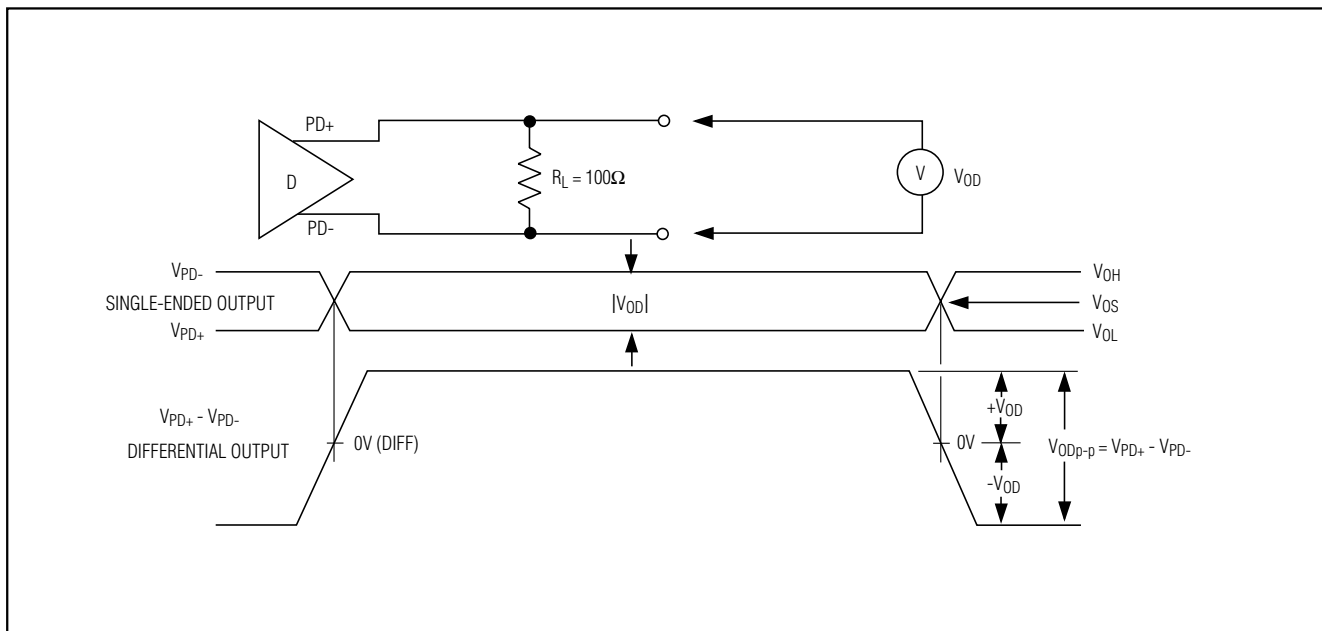 PD+
D
R_L = 100Ω
V
V_OD
PD-
V_PD-
V_OH
SINGLE-ENDED OUTPUT
|V_OD|
V_OS
V_PD+
V_OL
V_PD+ - V_PD-
+V_OD
DIFFERENTIAL OUTPUT
0V (DIFF)
0V
V_ODp-p = V_PD+ - V_PD-
-V_OD